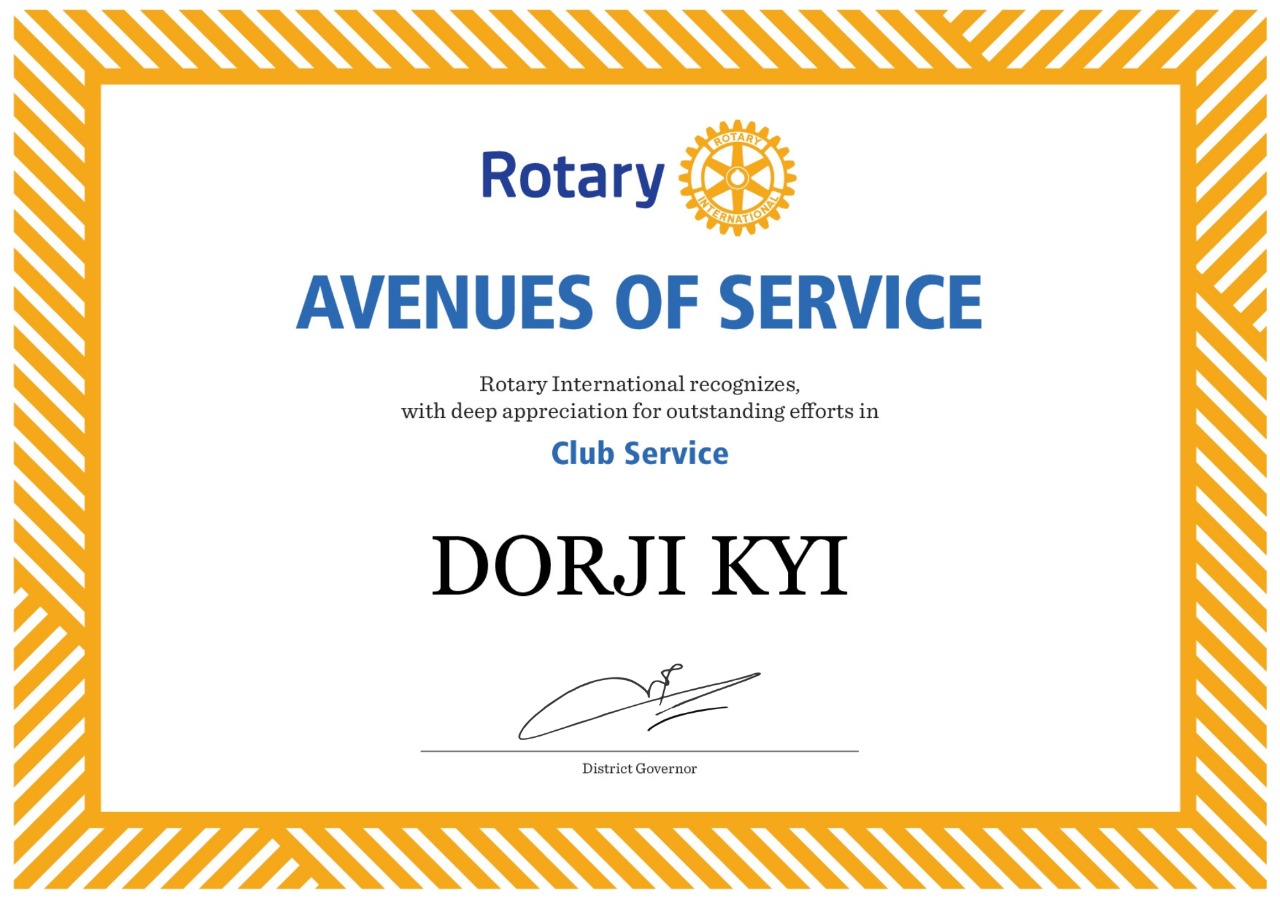 Rotary
ROTARY
INTERNATIONAL
AVENUES OF SERVICE
Rotary International recognizes,
with deep appreciation for outstanding efforts in
Club Service
DORJI KYI
District Governor